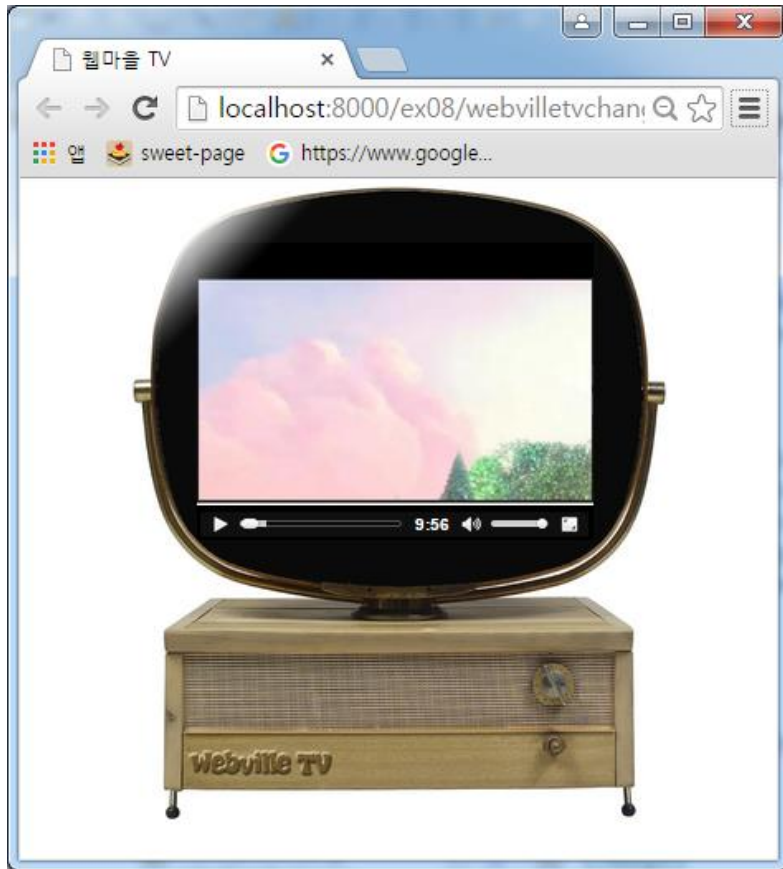 웹마을 TV
localhost:8000/ex08/webvilletvchan
앱 sweet-page https://www.google...
9:56
Webville TV